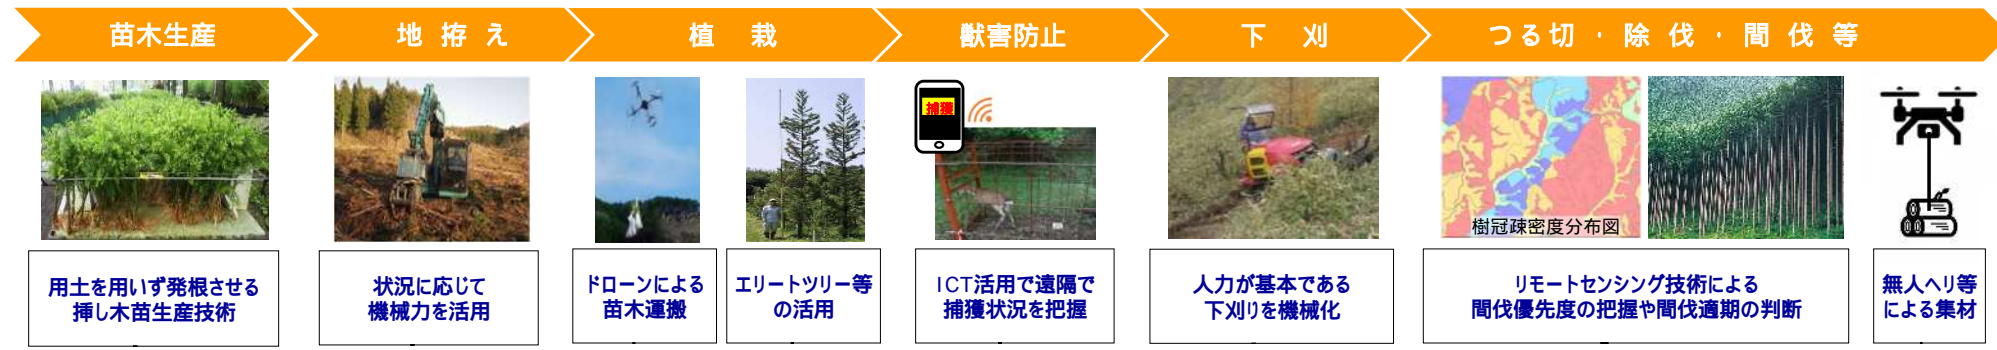 苗木生産
地 拵 え
植 栽
獣害防止
下 刈
つる切・除伐・間伐等
捕獲
樹冠疎密度分布図
用土を用いず発根させる
挿し木苗生産技術
状況に応じて
機械力を活用
ドローンによる
苗木運搬
エリートツリー等
の活用
ICT活用で遠隔で
捕獲状況を把握
人力が基本である
下刈りを機械化
リモートセンシング技術による
間伐優先度の把握や間伐適期の判断
無人ヘリ等
による集材